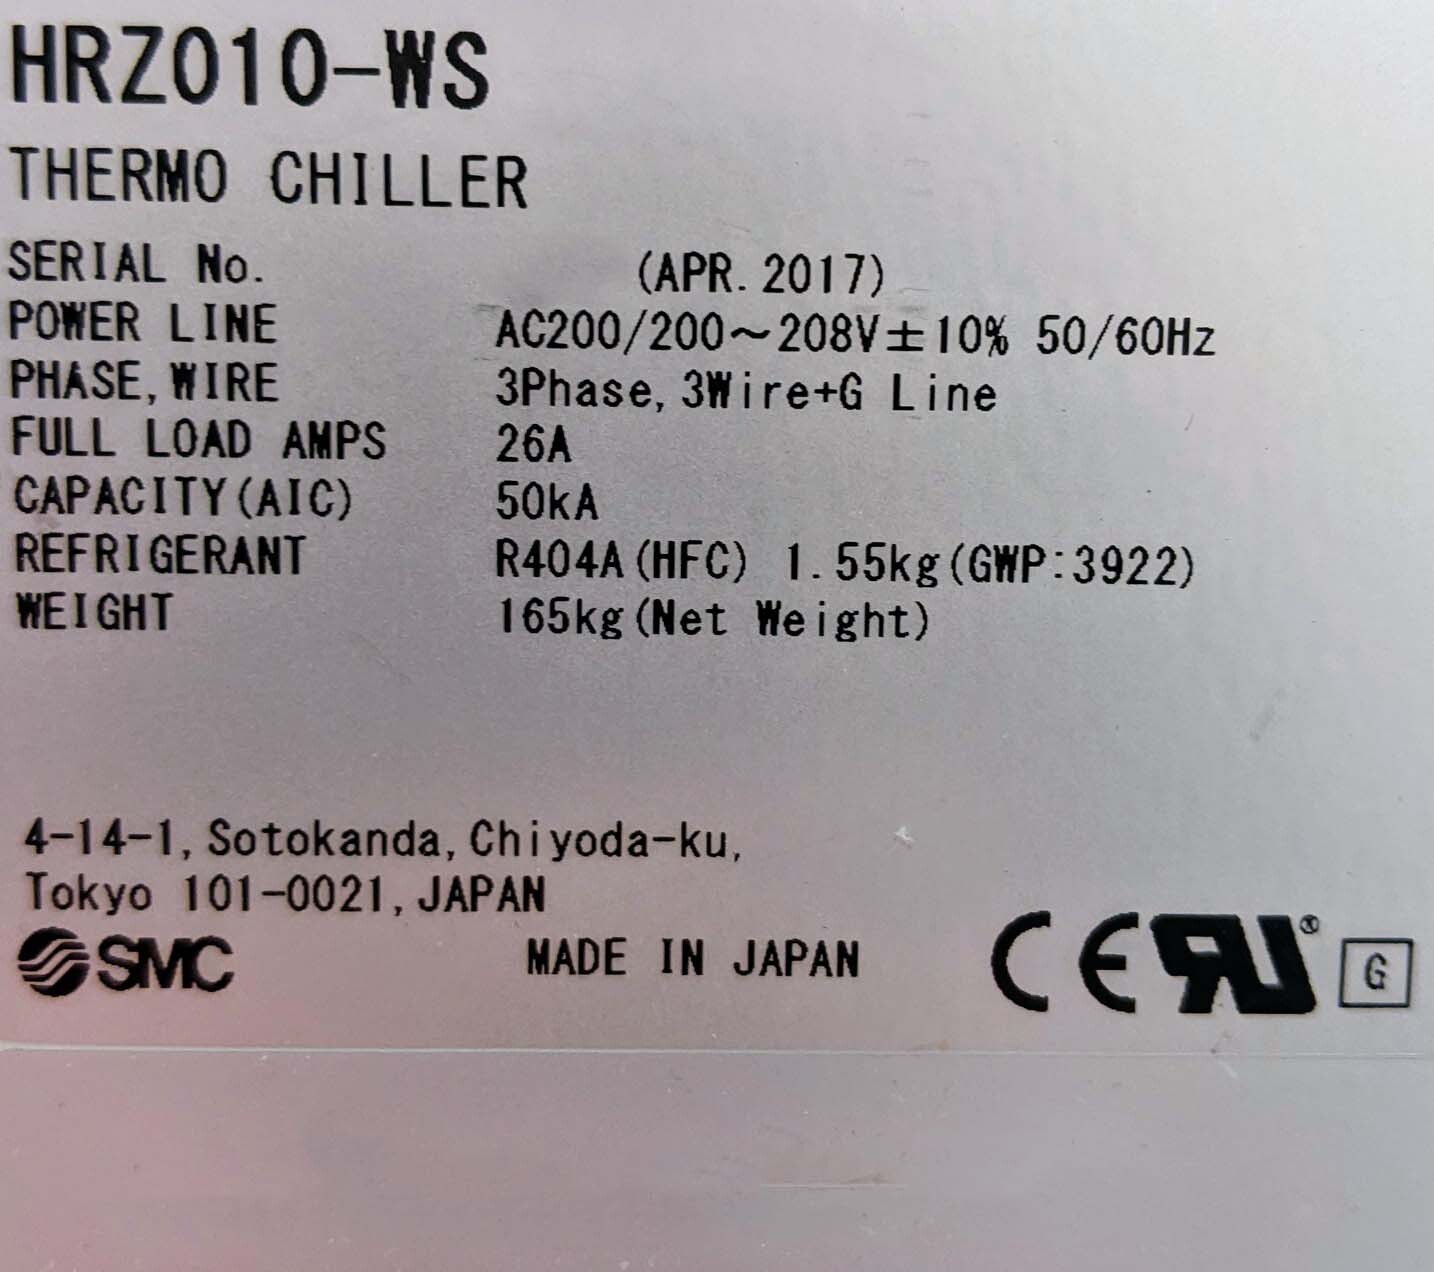 HRZ010-WS
THERMO CHILLER
SERIAL No. (APR. 2017)
POWER LINE AC200/200～208V±10% 50/60Hz
PHASE, WIRE 3Phase, 3Wire+G Line
FULL LOAD AMPS 26A
CAPACITY(AIC) 50kA
REFRIGERANT R404A(HFC) 1.55kg(GWP:3922)
WEIGHT 165kg(Net Weight)
4-14-1, Sotokanda, Chiyoda-ku,
Tokyo 101-0021, JAPAN
SMC MADE IN JAPAN CE RU® G